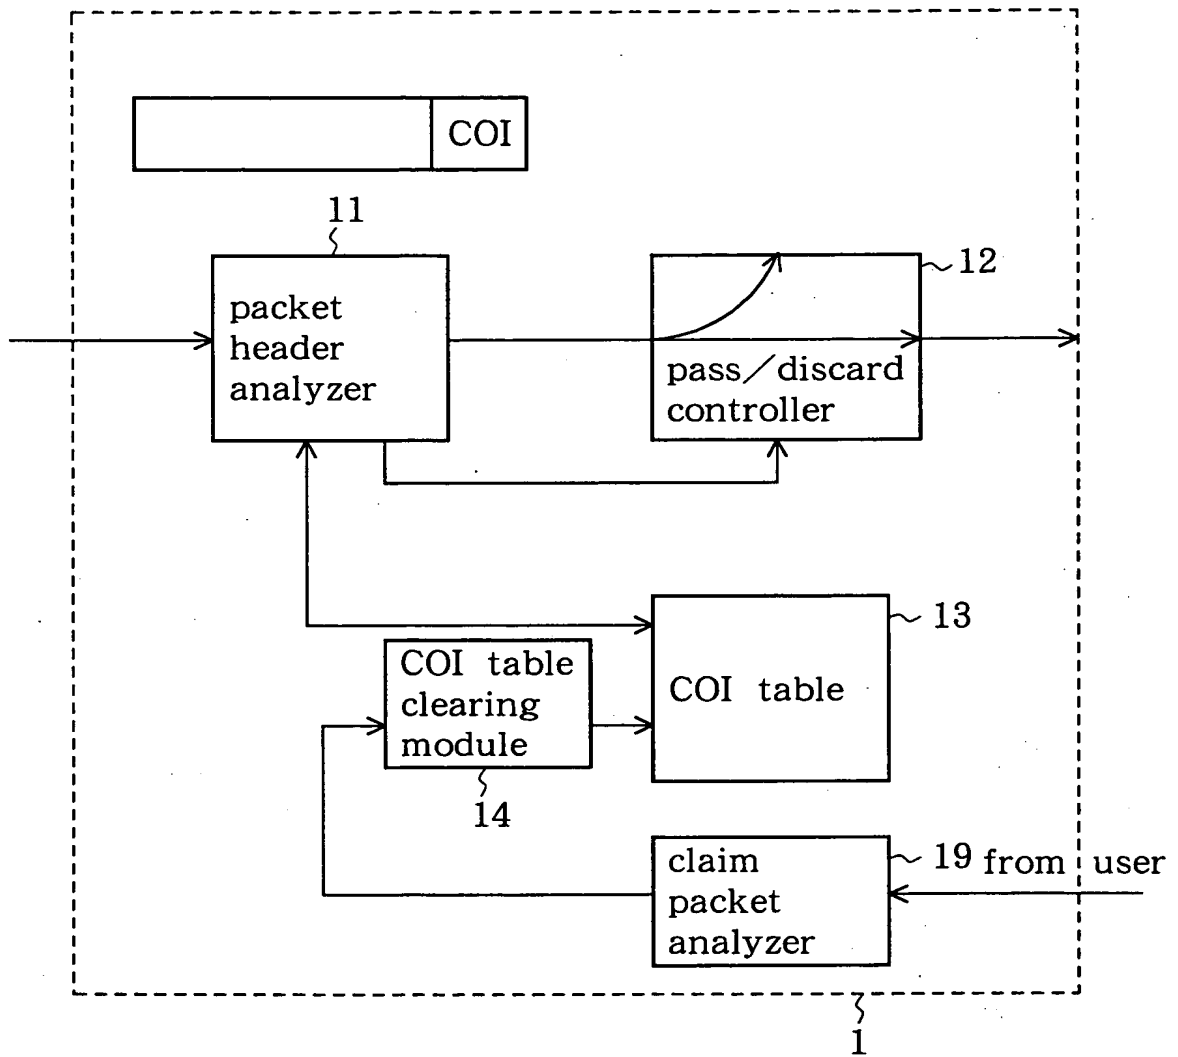 COI
11
packet
header
analyzer
12
pass/discard
controller
13
COI table
COI table
clearing
module
14
claim
packet
analyzer
19
from user
1